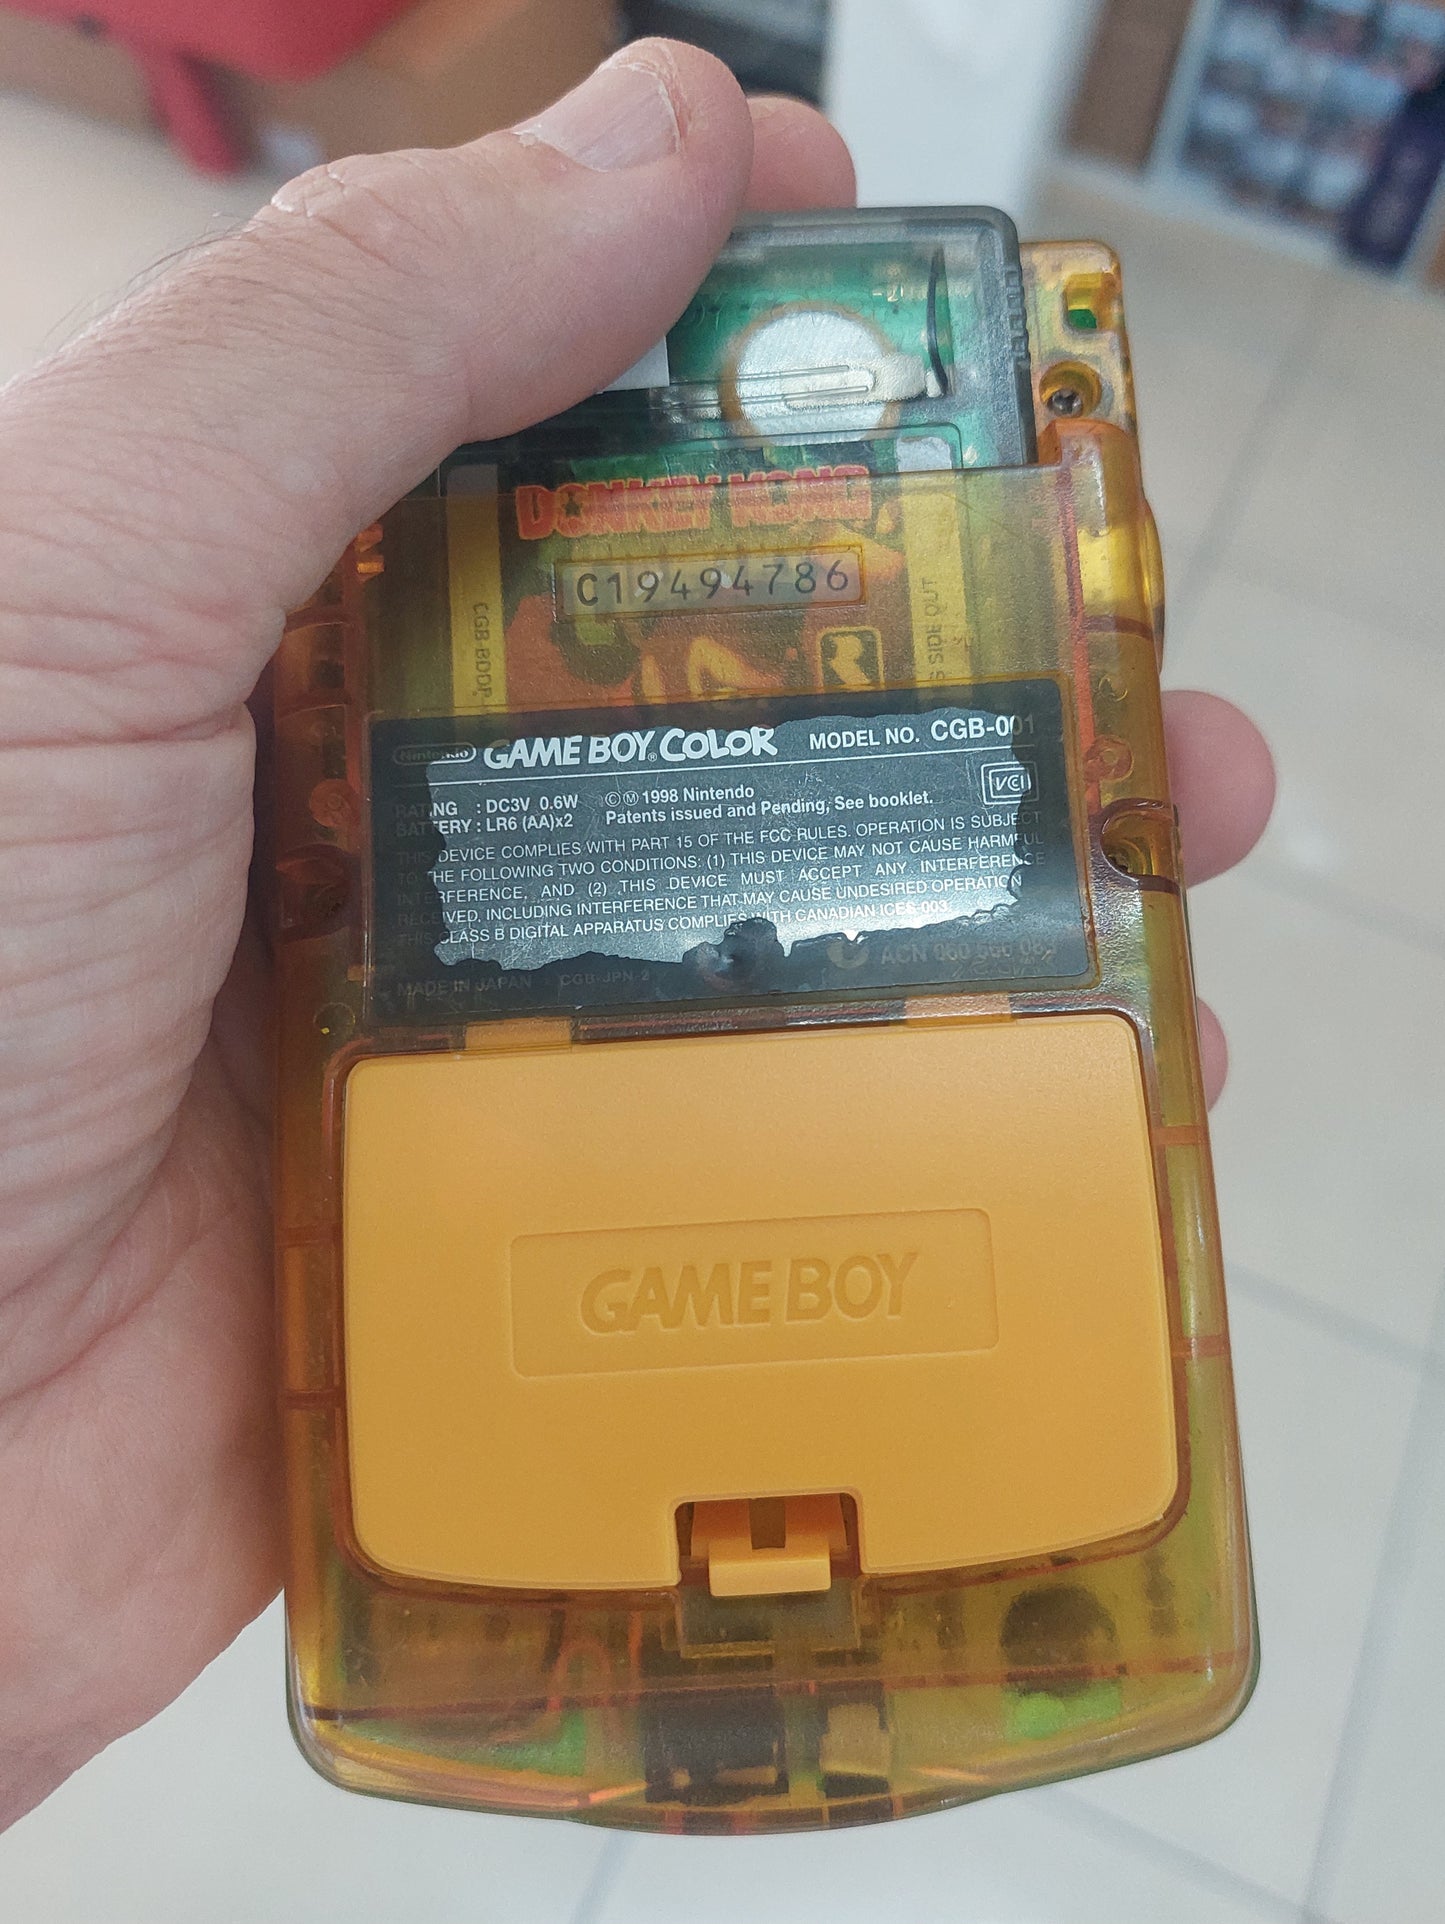 DONKEY KONG
C19494786
CGB-BDDP
SIDE OUT
Nintendo GAME BOY® COLOR MODEL NO. CGB-001
RATING : DC3V 0.6W
BATTERY : LR6 (AA)x2
©Ⓜ1998 Nintendo
Patents issued and Pending, See booklet.
VCI
THIS DEVICE COMPLIES WITH PART 15 OF THE FCC RULES. OPERATION IS SUBJECT
TO THE FOLLOWING TWO CONDITIONS: (1) THIS DEVICE MAY NOT CAUSE HARMFUL
INTERFERENCE, AND (2) THIS DEVICE MUST ACCEPT ANY INTERFERENCE
RECEIVED, INCLUDING INTERFERENCE THAT MAY CAUSE UNDESIRED OPERATION
THIS CLASS B DIGITAL APPARATUS COMPLIES WITH CANADIAN ICES-003.
ACN 060 566 083
MADE IN JAPAN CGB-JPN-2
GAME BOY